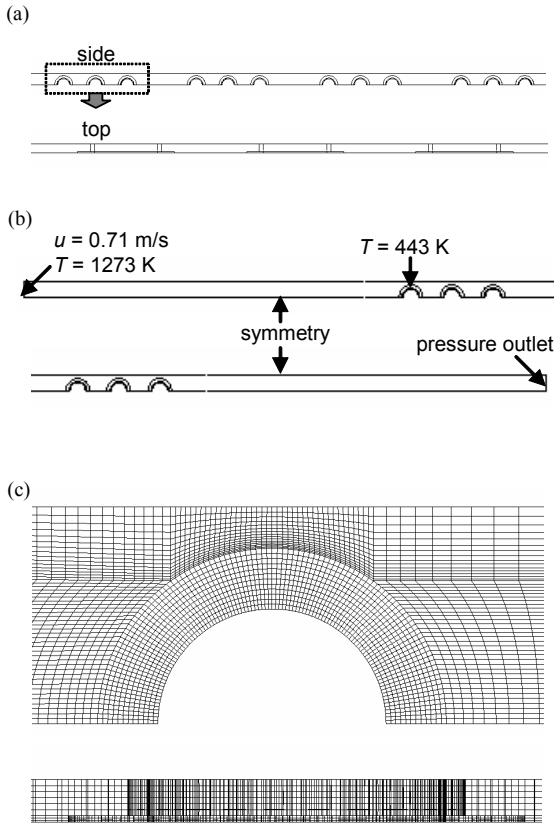 (a)
side
top
(b)
u = 0.71 m/s
T = 1273 K
T = 443 K
symmetry
pressure outlet
(c)